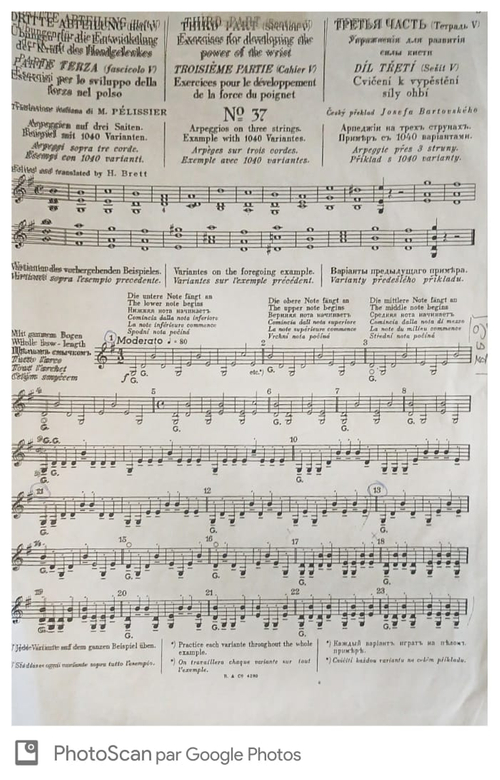 DRITTE ABTEILUNG (Heft V)
Übungen für die Entwickelung
der Kraft des Handgelenkes
PARTE TERZA (fascicolo V)
Esercizi per lo sviluppo della
forza nel polso
THIRD PART (Section V)
Exercises for developing the
power of the wrist
TROISIÈME PARTIE (Cahier V)
Exercices pour le développement
de la force du poignet
ТРЕТЬЯ ЧАСТЬ (Тетрадь V)
Упражненія для развитія
силы кисти
DÍL TŘETÍ (Sešit V)
Cvičení k vypěstění
síly ohbí
Traduzione italiana di M. PÉLISSIER
Nº 37
Český překlad Josefa Bartovského
Arpeggien auf drei Saiten.
Beispiel mit 1040 Varianten.
Arpeggi sopra tre corde.
Esempi con 1040 varianti.
Arpeggios on three strings.
Example with 1040 Variantes.
Arpèges sur trois cordes.
Exemple avec 1040 Variantes.
Арпеджіи на трехъ струнахъ.
Примѣръ съ 1040 варіантами.
Arpeggie přes 3 struny.
Příklad s 1040 varianty.
Edited and translated by H. Brett
Varianten des vorhergehenden Beispieles.
Variantes sopra l'esempio precedente.
Variantes on the foregoing example.
Variantes sur l'exemple précédent.
Варіанты предыдущаго примѣра.
Varianty předešlého příkladu.
Die untere Note fängt an
The lower note begins
Нижняя нота начинаетъ
Comincia dalla nota inferiore
La note inférieure commence
Spodní nota počíná
Die obere Note fängt an
The upper note begins
Верхняя нота начинаетъ
Comincia dall nota superiore
La note supérieure commence
Vrchní nota počíná
Die mittlere Note fängt an
The middle note begins
Средняя нота начинаетъ
Comincia dalla nota di mezzo
La note du milieu commence
Střední nota počíná
Mit ganzem Bogen
Whole bow-length
Цѣлымъ смычкомъ
Tutto l'arco
Tout l'archet
Celým smyčcem
1 Moderato ♩ = 80
2
3
f G.
etc.*) G.
G.
4
5
6
7
8
G.
G.
G.
G.
G.
9 G.G.
10
G.
11
12
13
G.
G.
G.
14
15
16
17
18
G.
G.
G.
G.
G.
19
20
21
22
23
G.
G.
G.
G.
G.
*) Jede Variante auf dem ganzen Beispiel üben.
*) Si eddiaca ogni variante sopra tutto l'esempio.
*) Practice each variante throughout the whole
example.
*) On travaillera chaque variante sur tout
l'exemple.
*) Каждый варіантъ играть на цѣломъ
примѣрѣ.
*) Cvičiti každou variantu na celém příkladu.
PhotoScan par Google Photos